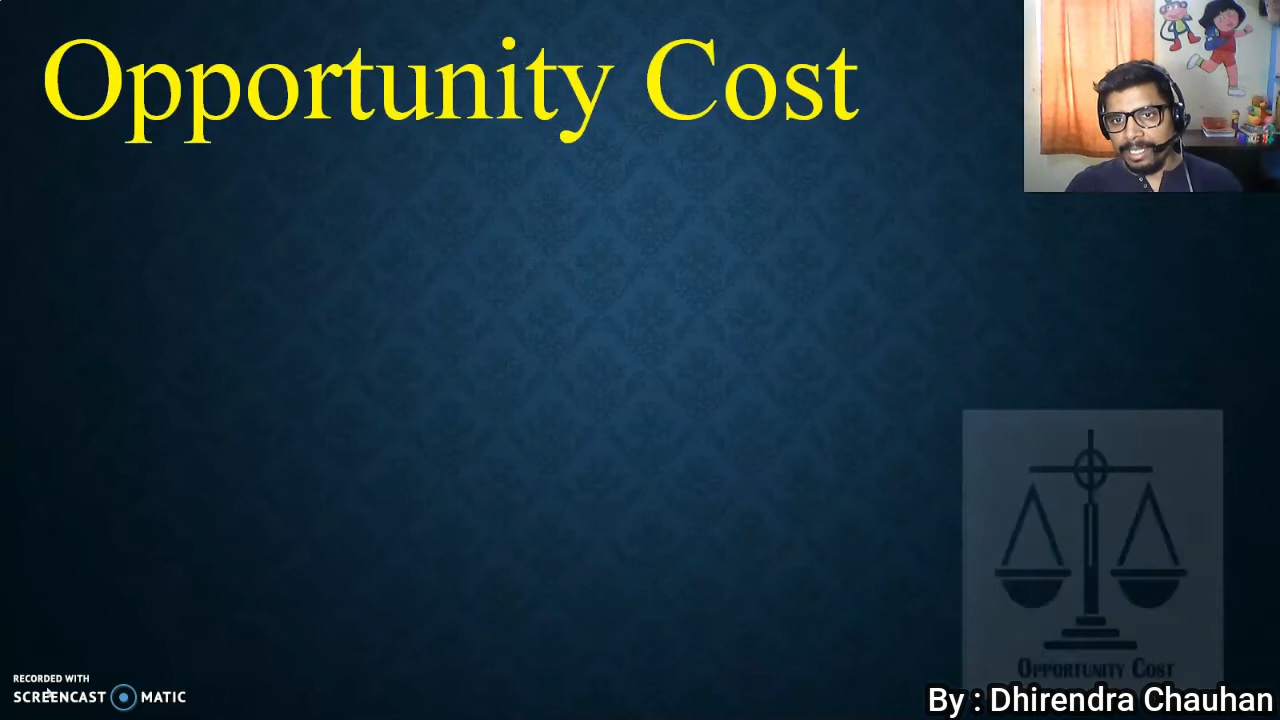 Opportunity Cost
OPPORTUNITY COST
RECORDED WITH
SCREENCAST MATIC
By : Dhirendra Chauhan